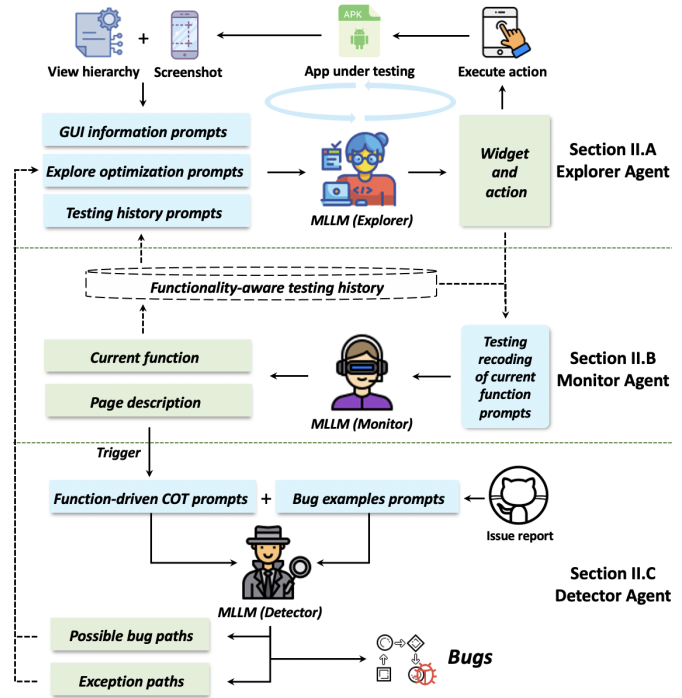 APK
+
View hierarchy
Screenshot
App under testing
Execute action
GUI information prompts
Explore optimization prompts
Testing history prompts
</>
MLLM (Explorer)
Widget
and
action
Section II.A
Explorer Agent
Functionality-aware testing history
Current function
Page description
MLLM (Monitor)
Testing
recoding
of current
function
prompts
Section II.B
Monitor Agent
Trigger
Function-driven COT prompts
+
Bug examples prompts
Issue report
MLLM (Detector)
Section II.C
Detector Agent
Possible bug paths
Exception paths
Bugs